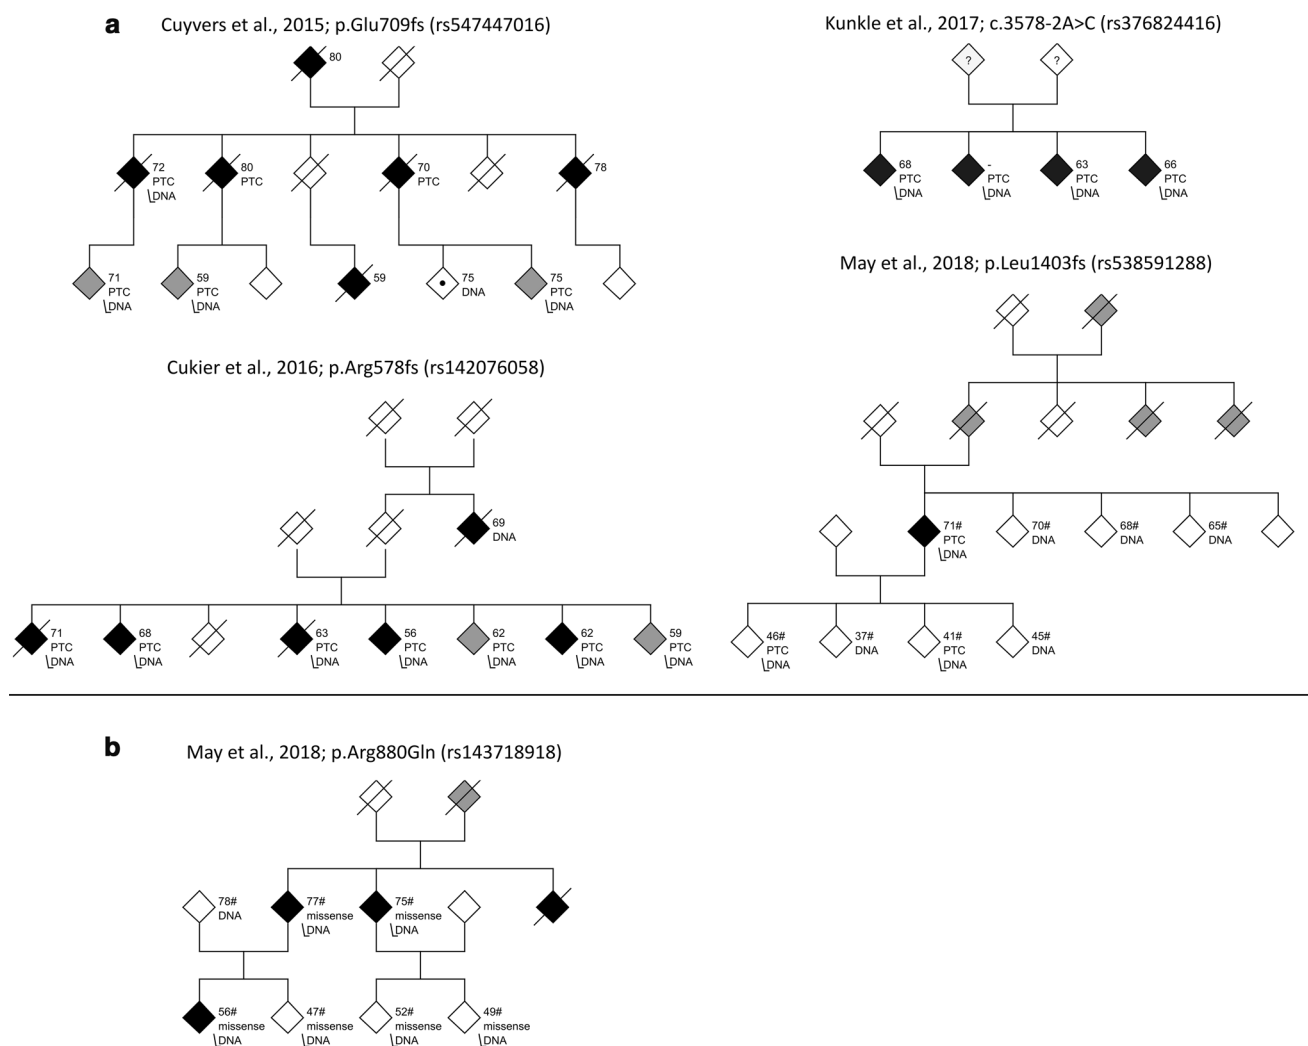 a
Cuyvers et al., 2015; p.Glu709fs (rs547447016)
80
72
PTC
DNA
80
PTC
70
PTC
78
71
PTC
DNA
59
PTC
DNA
59
75
DNA
75
PTC
DNA
Kunkle et al., 2017; c.3578-2A>C (rs376824416)
?
?
68
PTC
DNA
-
PTC
DNA
63
PTC
DNA
66
PTC
DNA
Cukier et al., 2016; p.Arg578fs (rs142076058)
69
DNA
71
PTC
DNA
68
PTC
DNA
63
PTC
DNA
56
PTC
DNA
62
PTC
DNA
62
PTC
DNA
59
PTC
DNA
May et al., 2018; p.Leu1403fs (rs538591288)
71#
PTC
DNA
70#
DNA
68#
DNA
65#
DNA
46#
PTC
DNA
37#
DNA
41#
PTC
DNA
45#
DNA
b
May et al., 2018; p.Arg880Gln (rs143718918)
78#
DNA
77#
missense
DNA
75#
missense
DNA
56#
missense
DNA
47#
missense
DNA
52#
missense
DNA
49#
missense
DNA